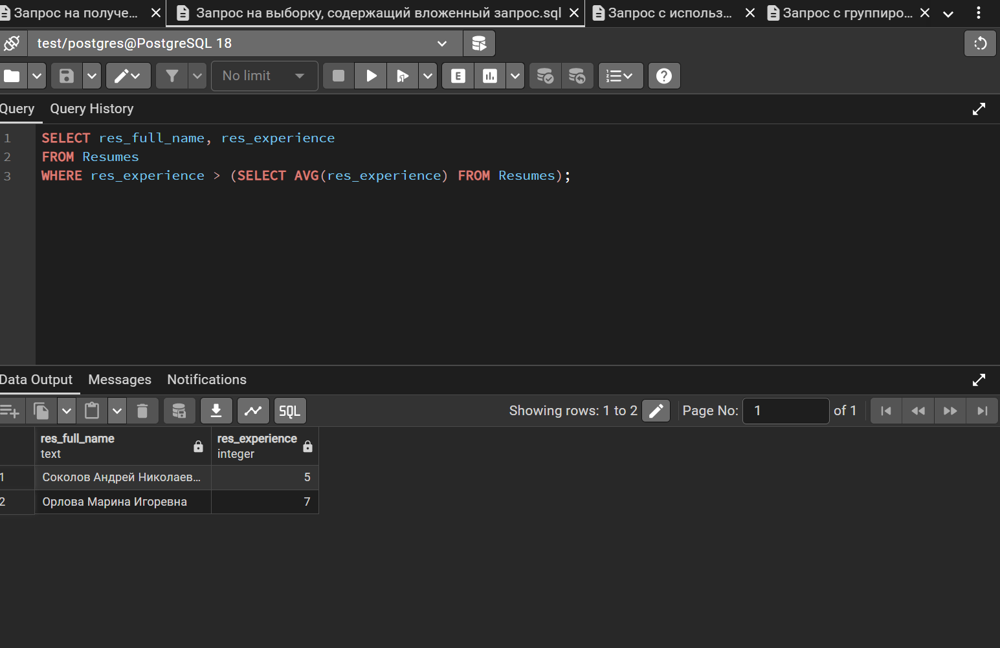 Запрос на получе...
Запрос на выборку, содержащий вложенный запрос.sql
Запрос с использ...
Запрос с группиро...
test/postgres@PostgreSQL 18
No limit
E
Query
Query History
1 SELECT res_full_name, res_experience
2 FROM Resumes
3 WHERE res_experience > (SELECT AVG(res_experience) FROM Resumes);
Data Output
Messages
Notifications
SQL
Showing rows: 1 to 2
Page No: 1 of 1
res_full_name
text
res_experience
integer
1 Соколов Андрей Николаев... 5
2 Орлова Марина Игоревна 7